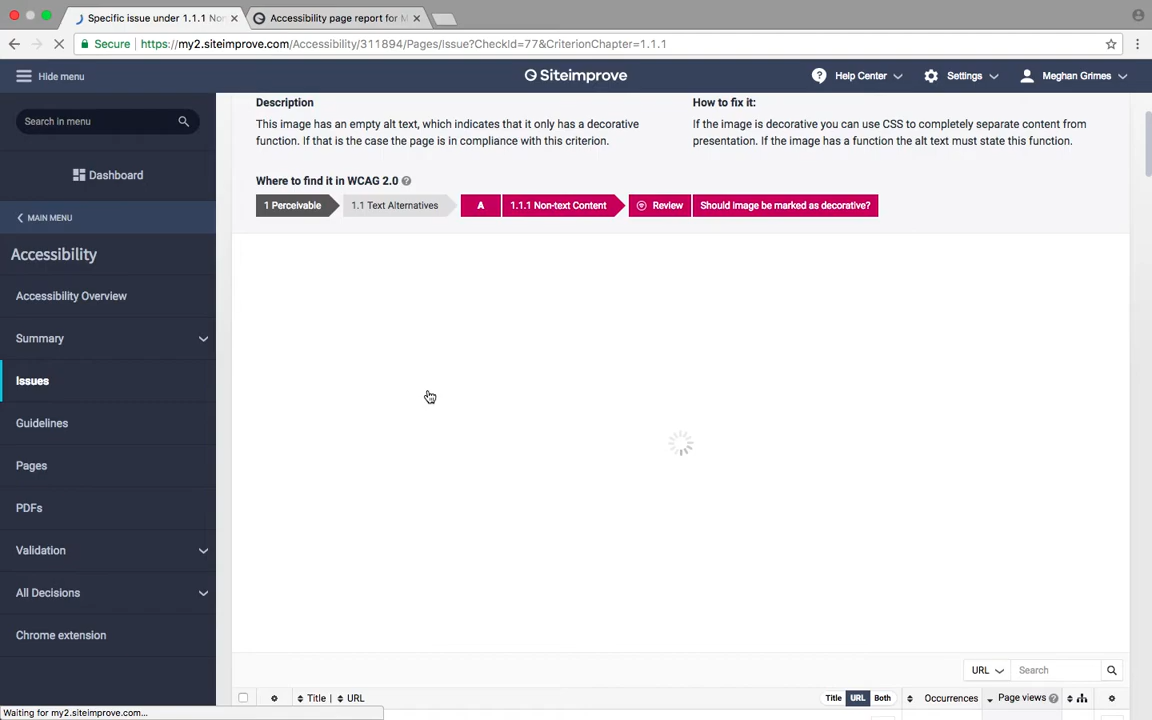 Specific issue under 1.1.1 Non
Accessibility page report for M
Secure
https://my2.siteimprove.com/Accessibility/311894/Pages/Issue?CheckId=77&CriterionChapter=1.1.1
Hide menu
Siteimprove
Help Center
Settings
Meghan Grimes
Search in menu
Dashboard
MAIN MENU
Accessibility
Accessibility Overview
Summary
Issues
Guidelines
Pages
PDFs
Validation
All Decisions
Chrome extension
Description
This image has an empty alt text, which indicates that it only has a decorative
function. If that is the case the page is in compliance with this criterion.
How to fix it:
If the image is decorative you can use CSS to completely separate content from
presentation. If the image has a function the alt text must state this function.
Where to find it in WCAG 2.0 ?
1 Perceivable
1.1 Text Alternatives
A
1.1.1 Non-text Content
Review
Should image be marked as decorative?
URL
Search
Title | URL
Title URL Both
Occurrences
Page views ?
Waiting for my2.siteimprove.com...